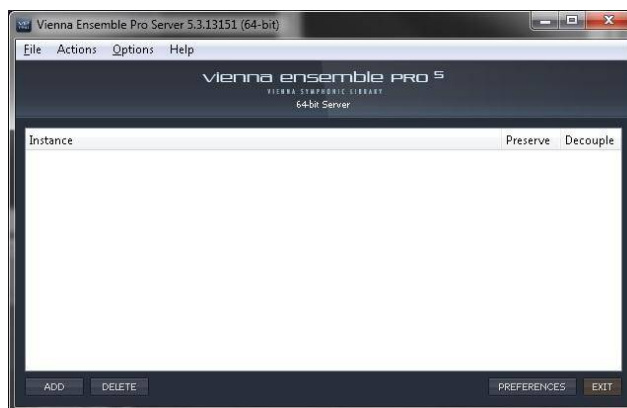 Vienna Ensemble Pro Server 5.3.13151 (64-bit)
File Actions Options Help
vienna ensemble PRO 5
VIENNA SYMPHONIC LIBRARY
64-bit Server
Instance Preserve Decouple
ADD DELETE PREFERENCES EXIT